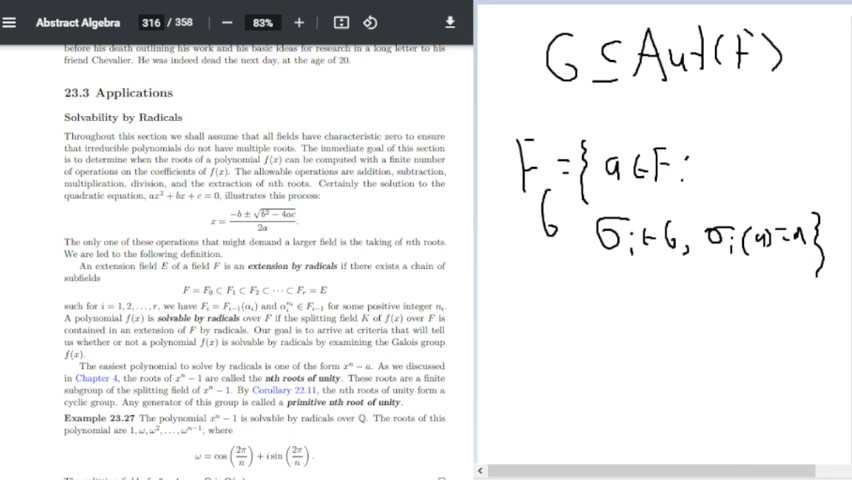 Abstract Algebra 316 / 358 — 83% +
before his death outlining his work and his basic ideas for research in a long letter to his
friend Chevalier. He was indeed dead the next day, at the age of 20.
23.3 Applications
Solvability by Radicals
Throughout this section we shall assume that all fields have characteristic zero to ensure
that irreducible polynomials do not have multiple roots. The immediate goal of this section
is to determine when the roots of a polynomial f(x) can be computed with a finite number
of operations on the coefficients of f(x). The allowable operations are addition, subtraction,
multiplication, division, and the extraction of nth roots. Certainly the solution to the
quadratic equation, ax² + bx + c = 0, illustrates this process:
x = (−b ± √(b² − 4ac)) / 2a.
The only one of these operations that might demand a larger field is the taking of nth roots.
We are led to the following definition.
An extension field E of a field F is an extension by radicals if there exists a chain of
subfields
F = F₀ ⊂ F₁ ⊂ F₂ ⊂ ⋯ ⊂ Fᵣ = E
such for i = 1, 2, . . . , r, we have Fᵢ = Fᵢ₋₁(αᵢ) and αᵢ^nᵢ ∈ Fᵢ₋₁ for some positive integer nᵢ.
A polynomial f(x) is solvable by radicals over F if the splitting field K of f(x) over F is
contained in an extension of F by radicals. Our goal is to arrive at criteria that will tell
us whether or not a polynomial f(x) is solvable by radicals by examining the Galois group
f(x).
The easiest polynomial to solve by radicals is one of the form xⁿ − a. As we discussed
in Chapter 4, the roots of xⁿ − 1 are called the nth roots of unity. These roots are a finite
subgroup of the splitting field of xⁿ − 1. By Corollary 22.11, the nth roots of unity form a
cyclic group. Any generator of this group is called a primitive nth root of unity.
Example 23.27 The polynomial xⁿ − 1 is solvable by radicals over ℚ. The roots of this
polynomial are 1, ω, ω², . . . , ωⁿ⁻¹, where
ω = cos(2π/n) + i sin(2π/n).
G ⊆ Aut(F)
F_G = { a ∈ F :
σᵢ ∈ G, σᵢ(a) = a }